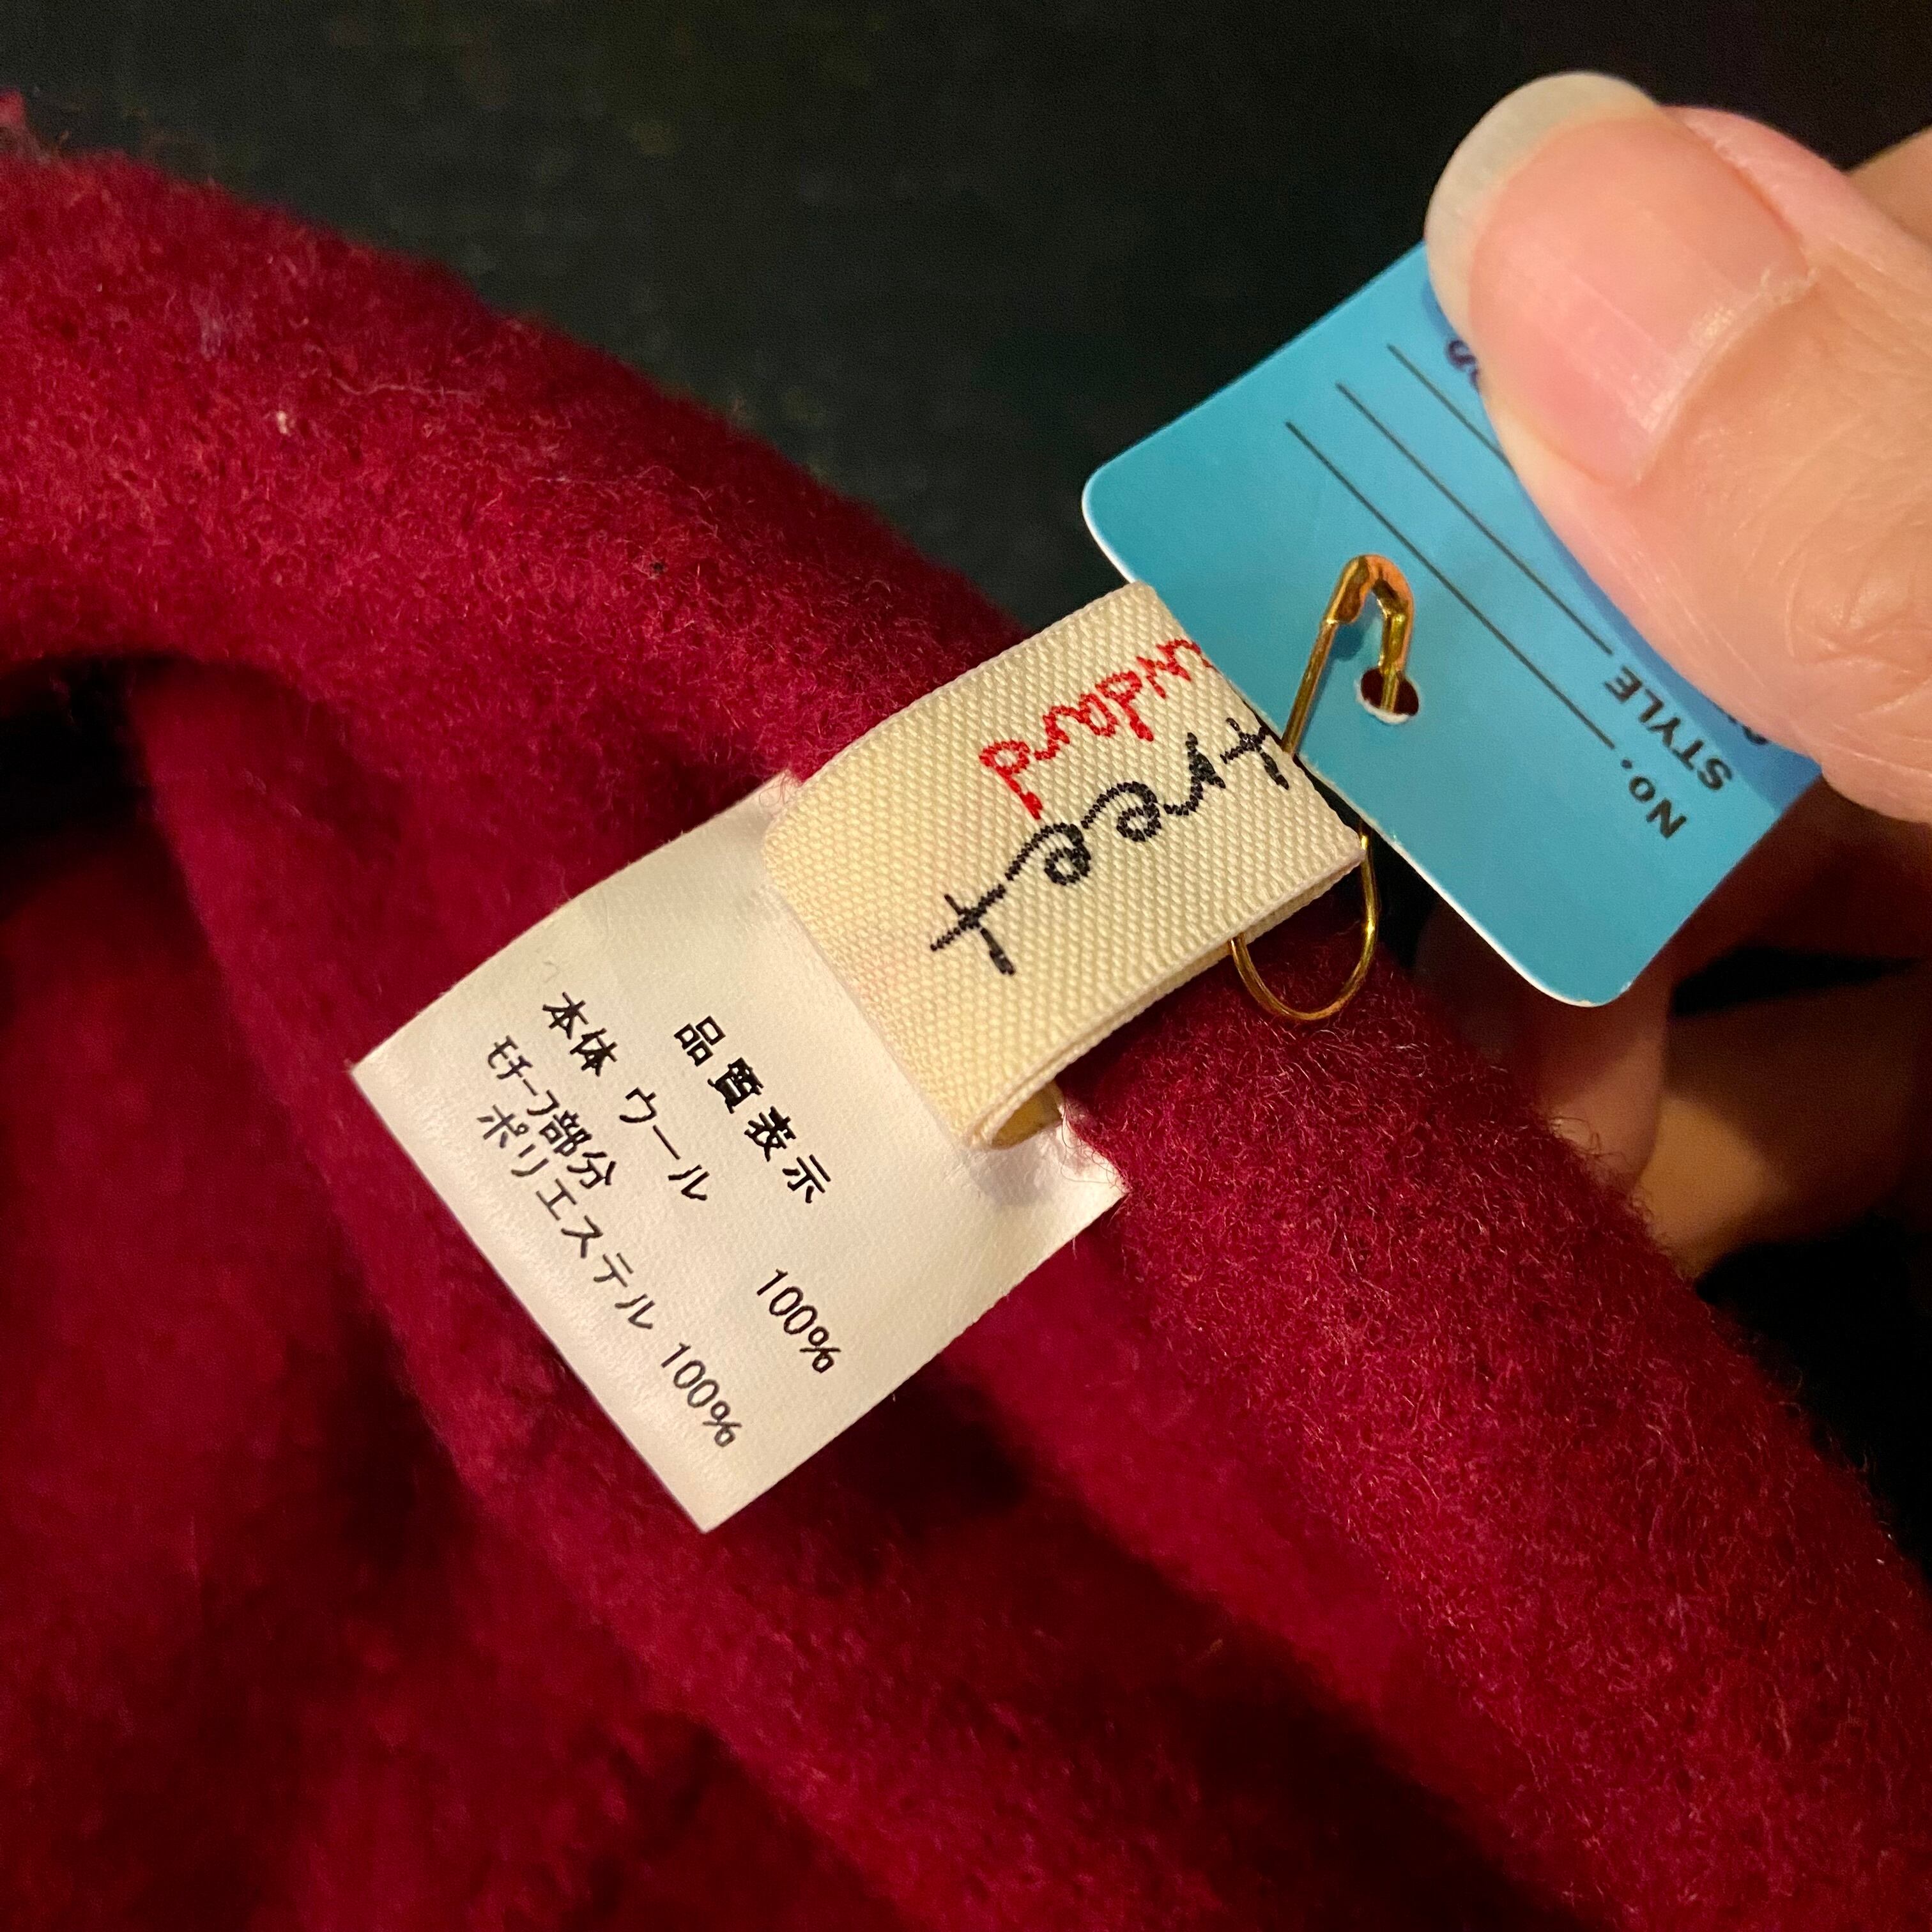 treet
品質表示
本体 ウール 100%
モチーフ部分
ポリエステル 100%
No.
STYLE